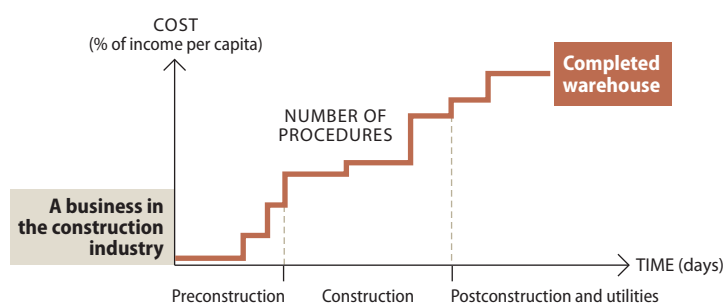 COST
(% of income per capita)
Completed
warehouse
NUMBER OF
PROCEDURES
A business in
the construction
industry
TIME (days)
Preconstruction
Construction
Postconstruction and utilities